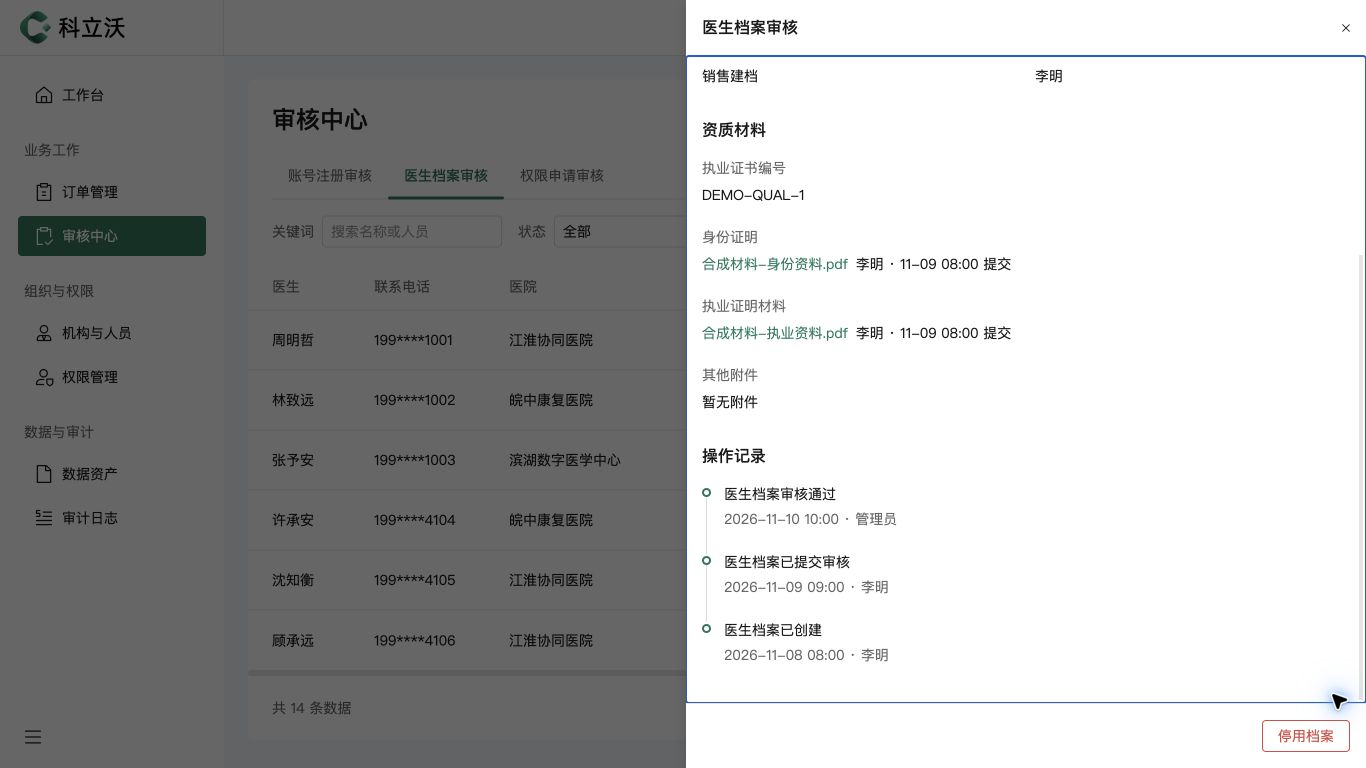 科立沃
工作台
业务工作
订单管理
审核中心
组织与权限
机构与人员
权限管理
数据与审计
数据资产
审计日志
审核中心
账号注册审核 医生档案审核 权限申请审核
关键词 搜索名称或人员 状态 全部
医生 联系电话 医院
周明哲 199****1001 江淮协同医院
林致远 199****1002 皖中康复医院
张予安 199****1003 滨湖数字医学中心
许承安 199****4104 皖中康复医院
沈知衡 199****4105 江淮协同医院
顾承远 199****4106 江淮协同医院
共 14 条数据
医生档案审核
销售建档 李明
资质材料
执业证书编号
DEMO-QUAL-1
身份证明
合成材料-身份资料.pdf 李明 · 11-09 08:00 提交
执业证明材料
合成材料-执业资料.pdf 李明 · 11-09 08:00 提交
其他附件
暂无附件
操作记录
医生档案审核通过
2026-11-10 10:00 · 管理员
医生档案已提交审核
2026-11-09 09:00 · 李明
医生档案已创建
2026-11-08 08:00 · 李明
停用档案